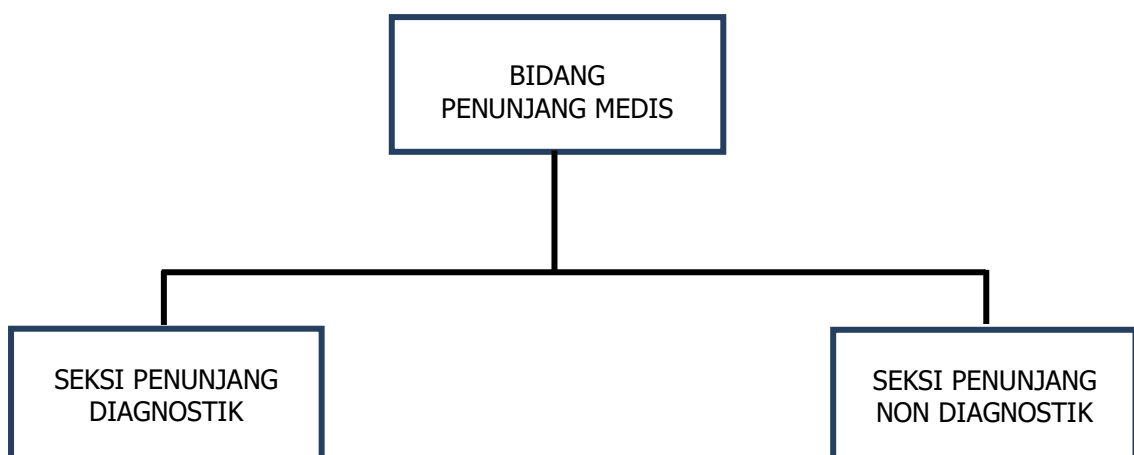 BIDANG
PENUNJANG MEDIS
SEKSI PENUNJANG
DIAGNOSTIK
SEKSI PENUNJANG
NON DIAGNOSTIK